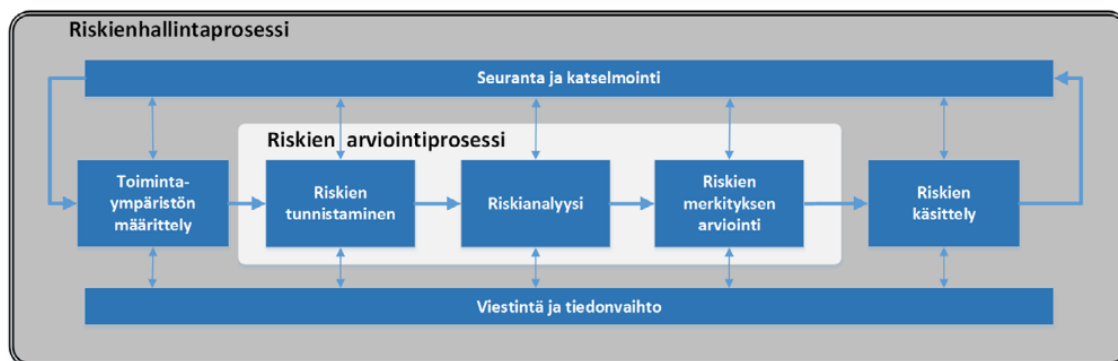 Riskienhallintaprosessi
Seuranta ja katselmointi
Riskien arviointiprosessi
Toiminta-
ympäristön
määrittely
Riskien
tunnistaminen
Riskianalyysi
Riskien
merkityksen
arviointi
Riskien
käsittely
Viestintä ja tiedonvaihto